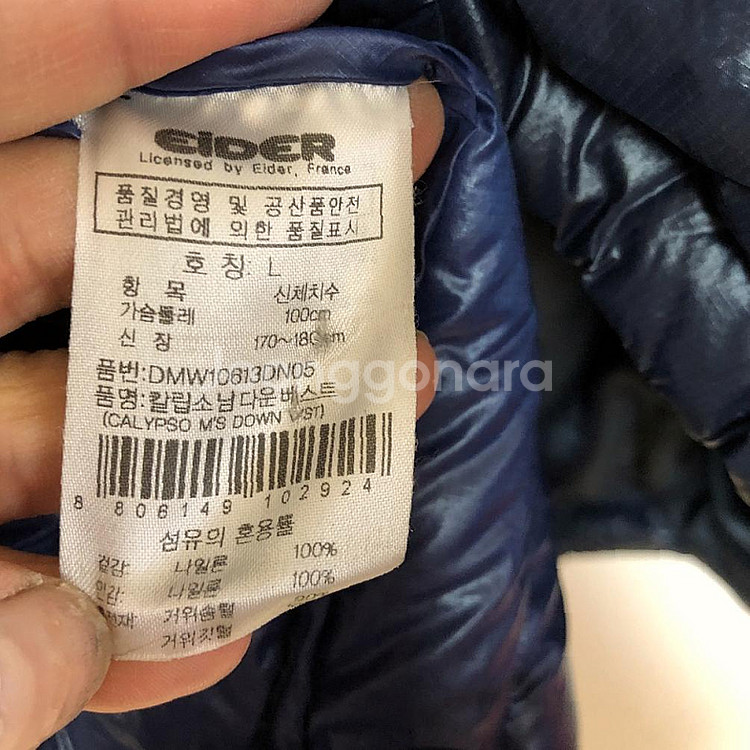 EIDER
Licensed by Eider, France
품질경영 및 공산품안전
관리법에 의한 품질표시
호 칭: L
항 목 신체치수
가슴둘레 100cm
신 장 170~180cm
품번:DMW10613DN05
품명:칼립소남다운베스트
(CALYPSO M'S DOWN VEST)
8 806149 102924
섬유의 혼용률
겉감: 나일론 100%
안감: 나일론 100%
거위솜털
거위깃털